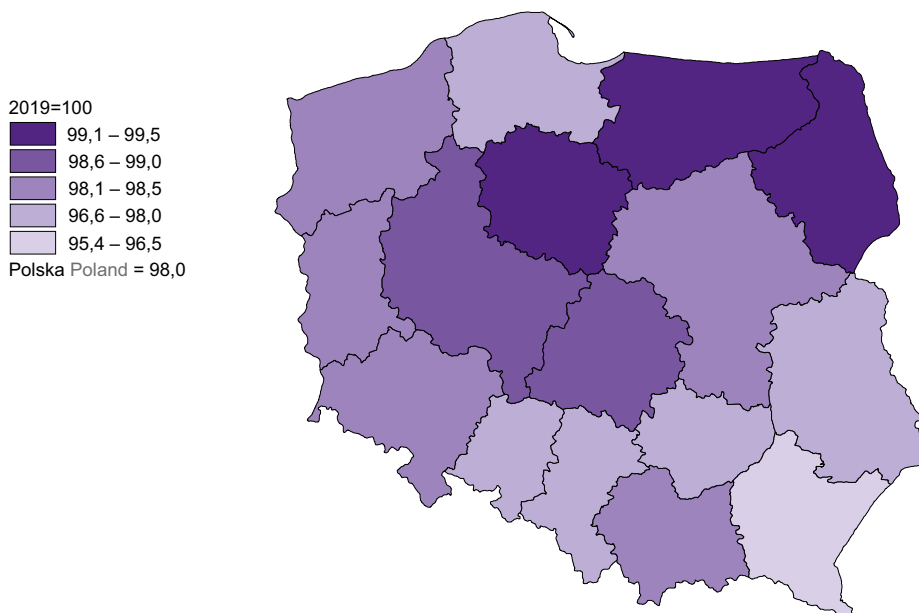 2019=100
99,1 – 99,5
98,6 – 99,0
98,1 – 98,5
96,6 – 98,0
95,4 – 96,5
Polska Poland = 98,0